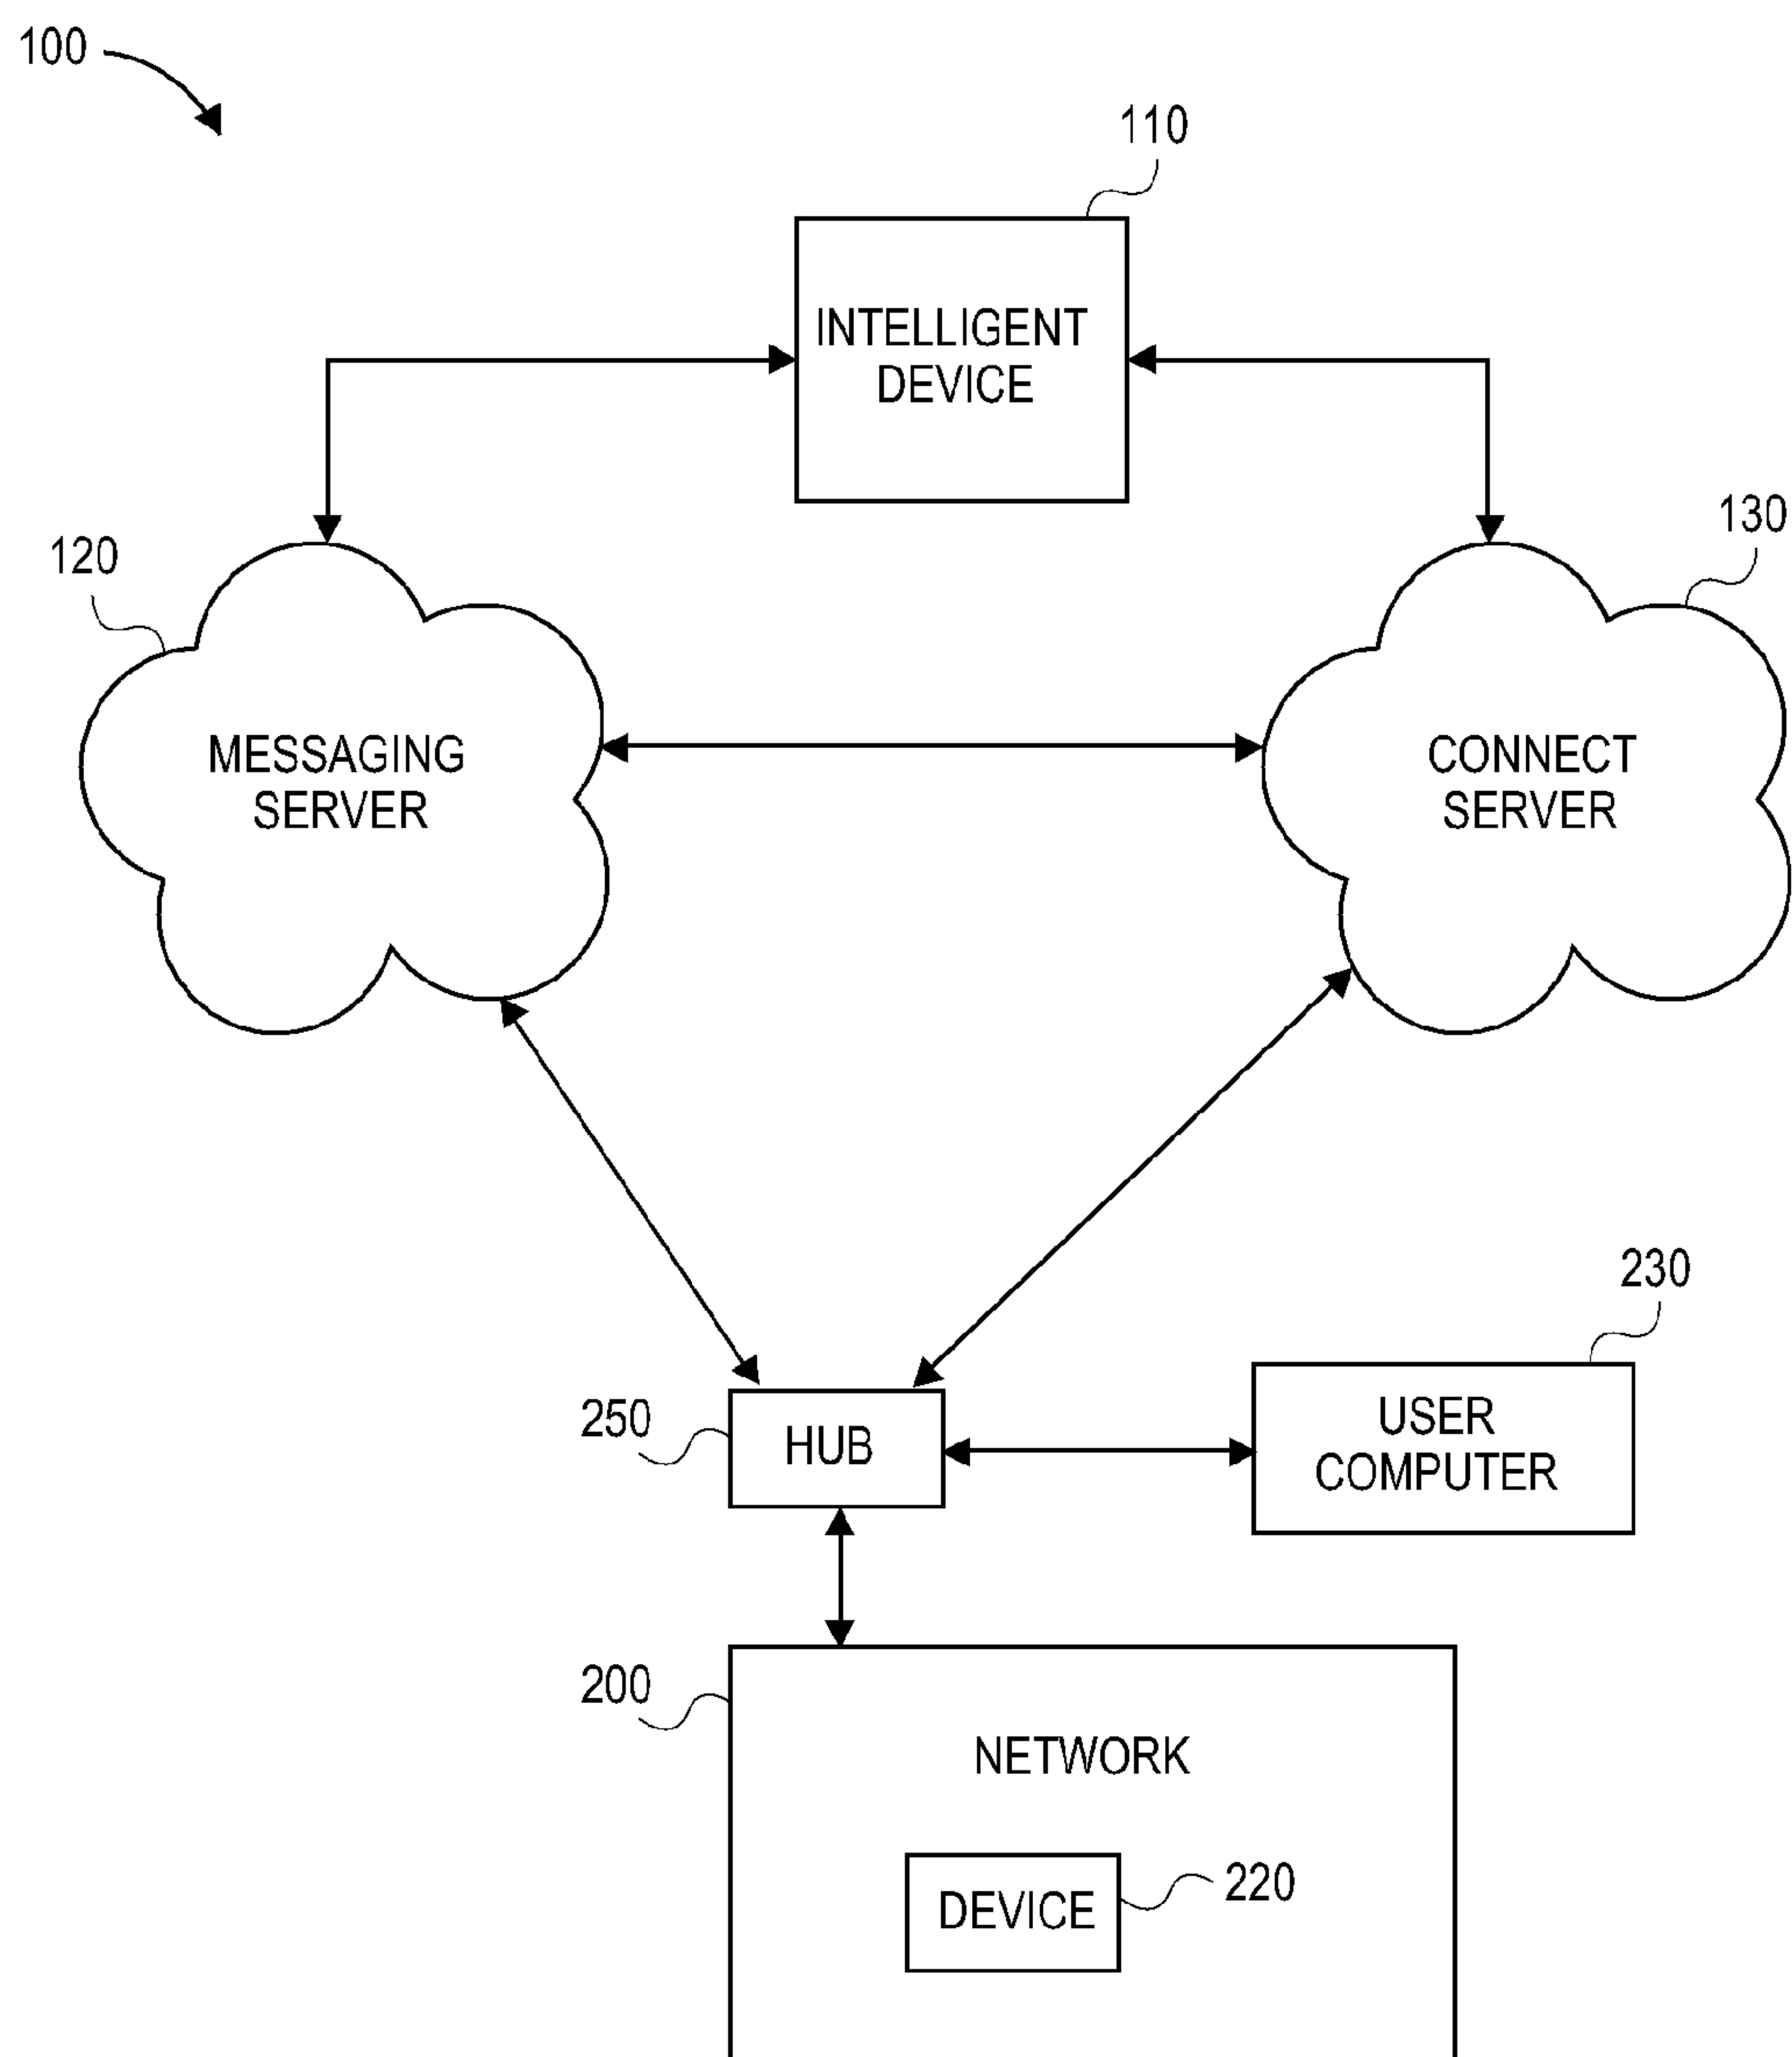 100
110
INTELLIGENT
DEVICE
120
130
MESSAGING
SERVER
CONNECT
SERVER
230
250
HUB
USER
COMPUTER
200
NETWORK
DEVICE
220